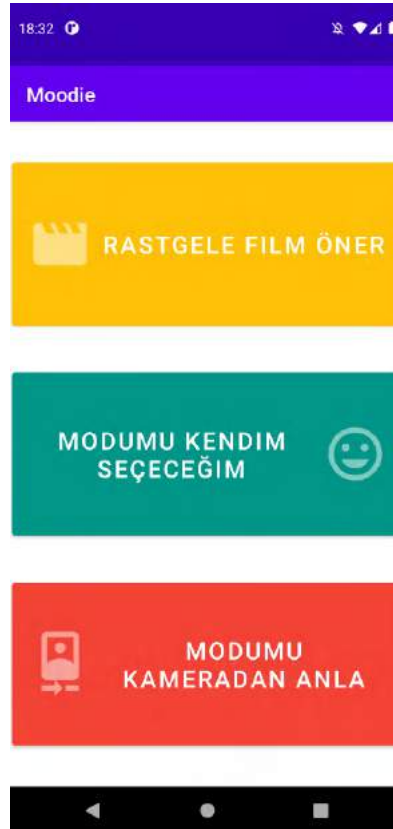 18:32
Moodie
RASTGELE FILM ÖNER
MODUMU KENDIM
SEÇECEĞIM
MODUMU
KAMERADAN ANLA